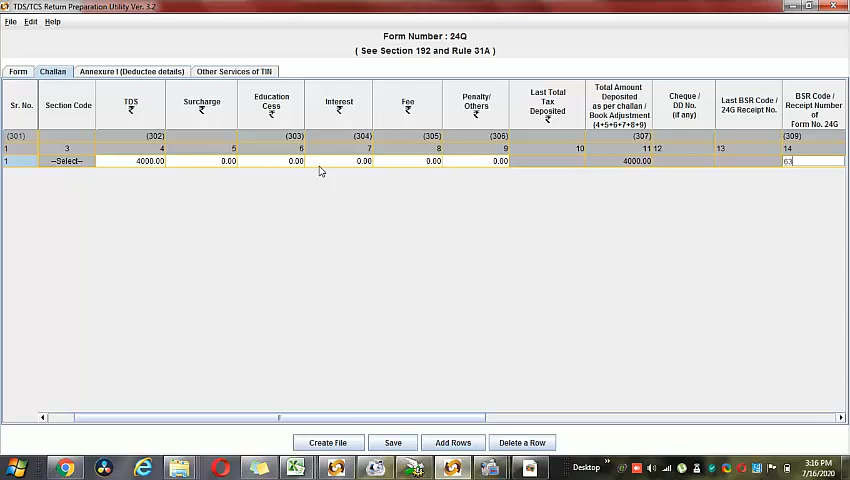 TDS/TCS Return Preparation Utility Ver. 3.2
File Edit Help
Form Number : 24Q
( See Section 192 and Rule 31A )
Form Challan Annexure I (Deductee details) Other Services of TIN
Sr. No.
Section Code
TDS
₹
Surcharge
₹
Education
Cess
₹
Interest
₹
Fee
₹
Penalty/
Others
₹
Last Total
Tax
Deposited
₹
Total Amount
Deposited
as per challan /
Book Adjustment
(4+5+6+7+8+9)
Cheque /
DD No.
(if any)
Last BSR Code /
24G Receipt No.
BSR Code /
Receipt Number
of
Form No. 24G
(301) (302) (303) (304) (305) (306) (307) (309)
1 3 4 5 6 7 8 9 10 11 12 13 14
1 --Select-- 4000.00 0.00 0.00 0.00 0.00 0.00 4000.00 63
Create File Save Add Rows Delete a Row
Desktop
3:16 PM
7/16/2020